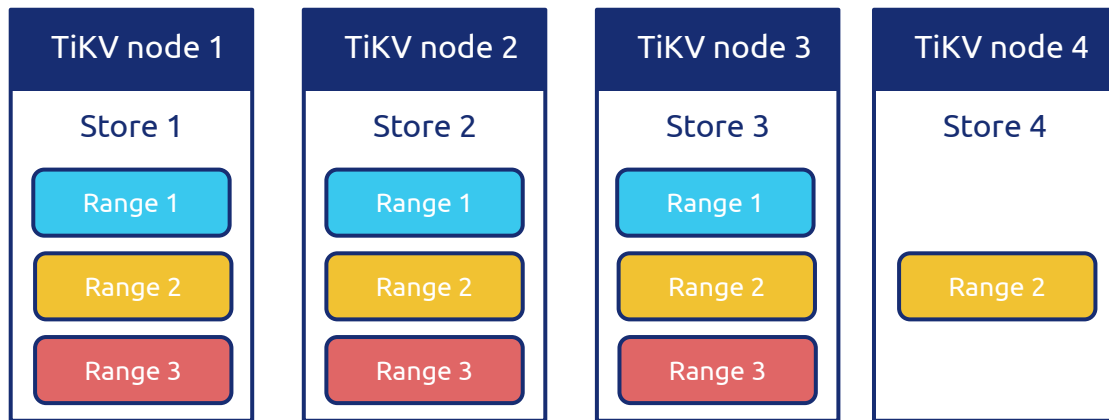 TiKV node 1
Store 1
Range 1
Range 2
Range 3
TiKV node 2
Store 2
Range 1
Range 2
Range 3
TiKV node 3
Store 3
Range 1
Range 2
Range 3
TiKV node 4
Store 4
Range 2